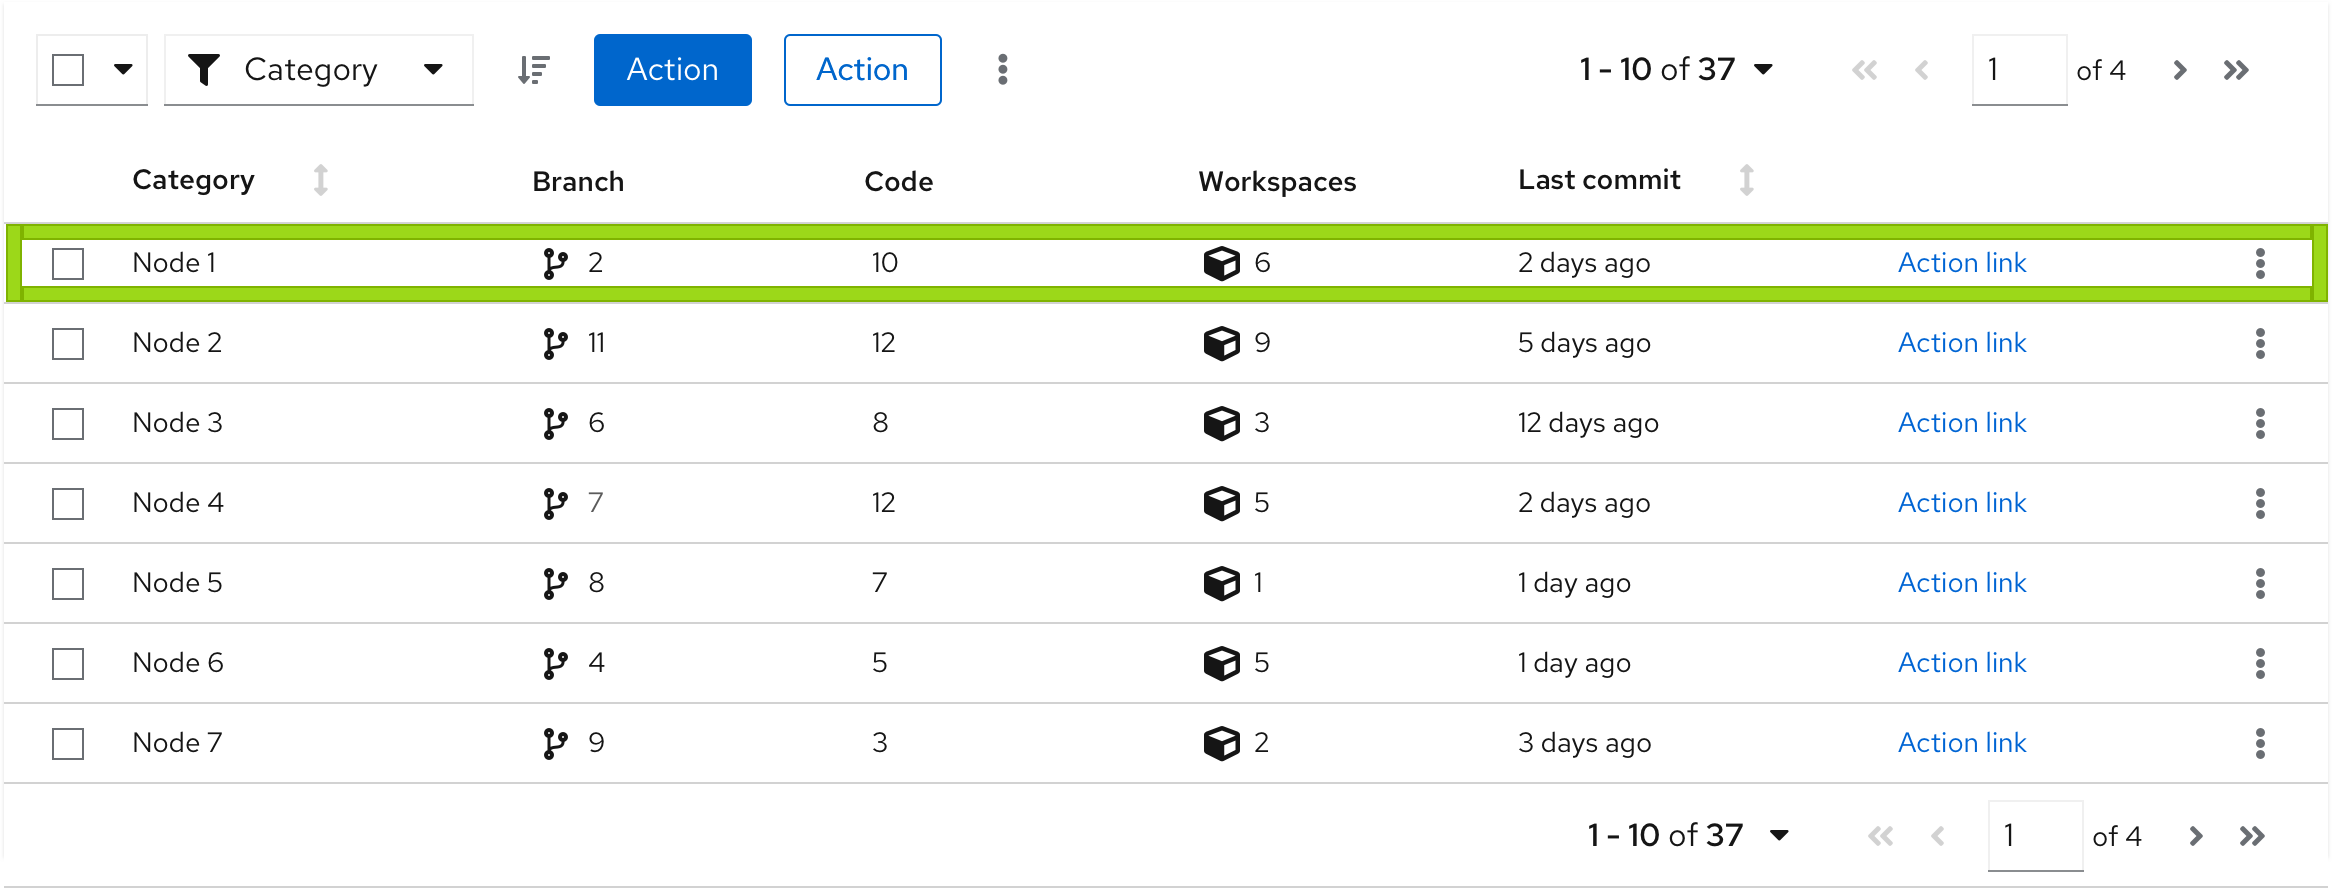 Category Action Action 1 - 10 of 37 1 of 4
Category Branch Code Workspaces Last commit
Node 1 2 10 6 2 days ago Action link
Node 2 11 12 9 5 days ago Action link
Node 3 6 8 3 12 days ago Action link
Node 4 7 12 5 2 days ago Action link
Node 5 8 7 1 1 day ago Action link
Node 6 4 5 5 1 day ago Action link
Node 7 9 3 2 3 days ago Action link
1 - 10 of 37 1 of 4